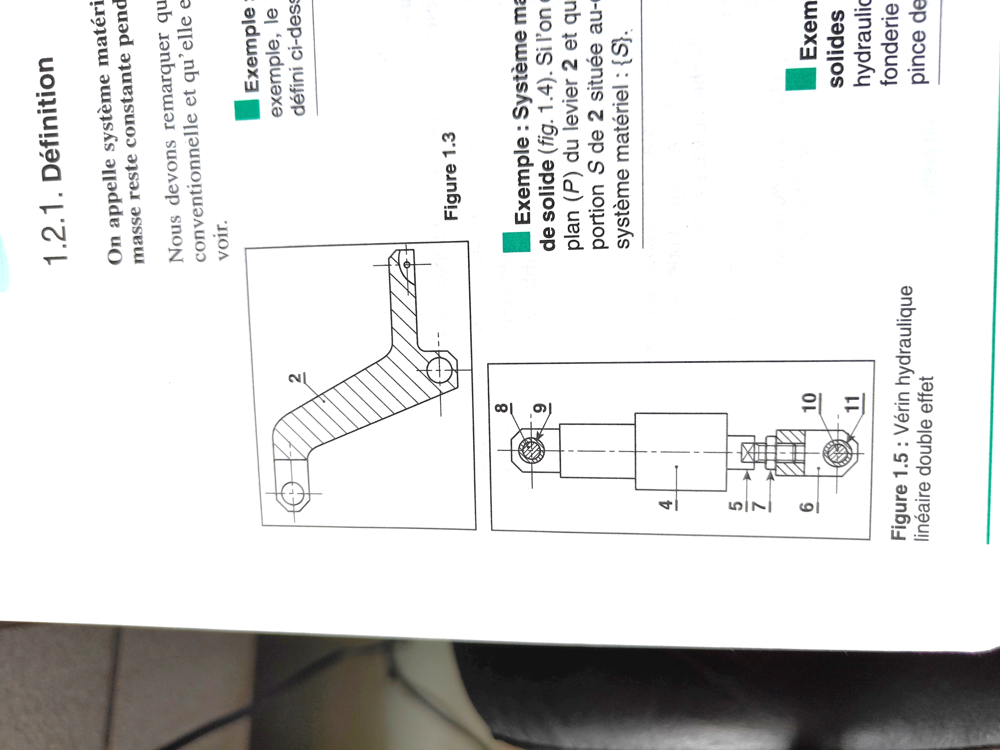 1.2.1. Définition
On appelle système matéri
masse reste constante pend
Nous devons remarquer qu
conventionnelle et qu'elle e
voir.
Exemple :
exemple, le
défini ci-dess
2
Figure 1.3
Exemple : Système ma
de solide (fig. 1.4). Si l'on
plan (P) du levier 2 et qu
portion S de 2 située au-
système matériel : {S}.
8
9
4
5
7
6
10
11
Figure 1.5 : Vérin hydraulique
linéaire double effet
Exem
solides
hydraulic
fonderie
pince de